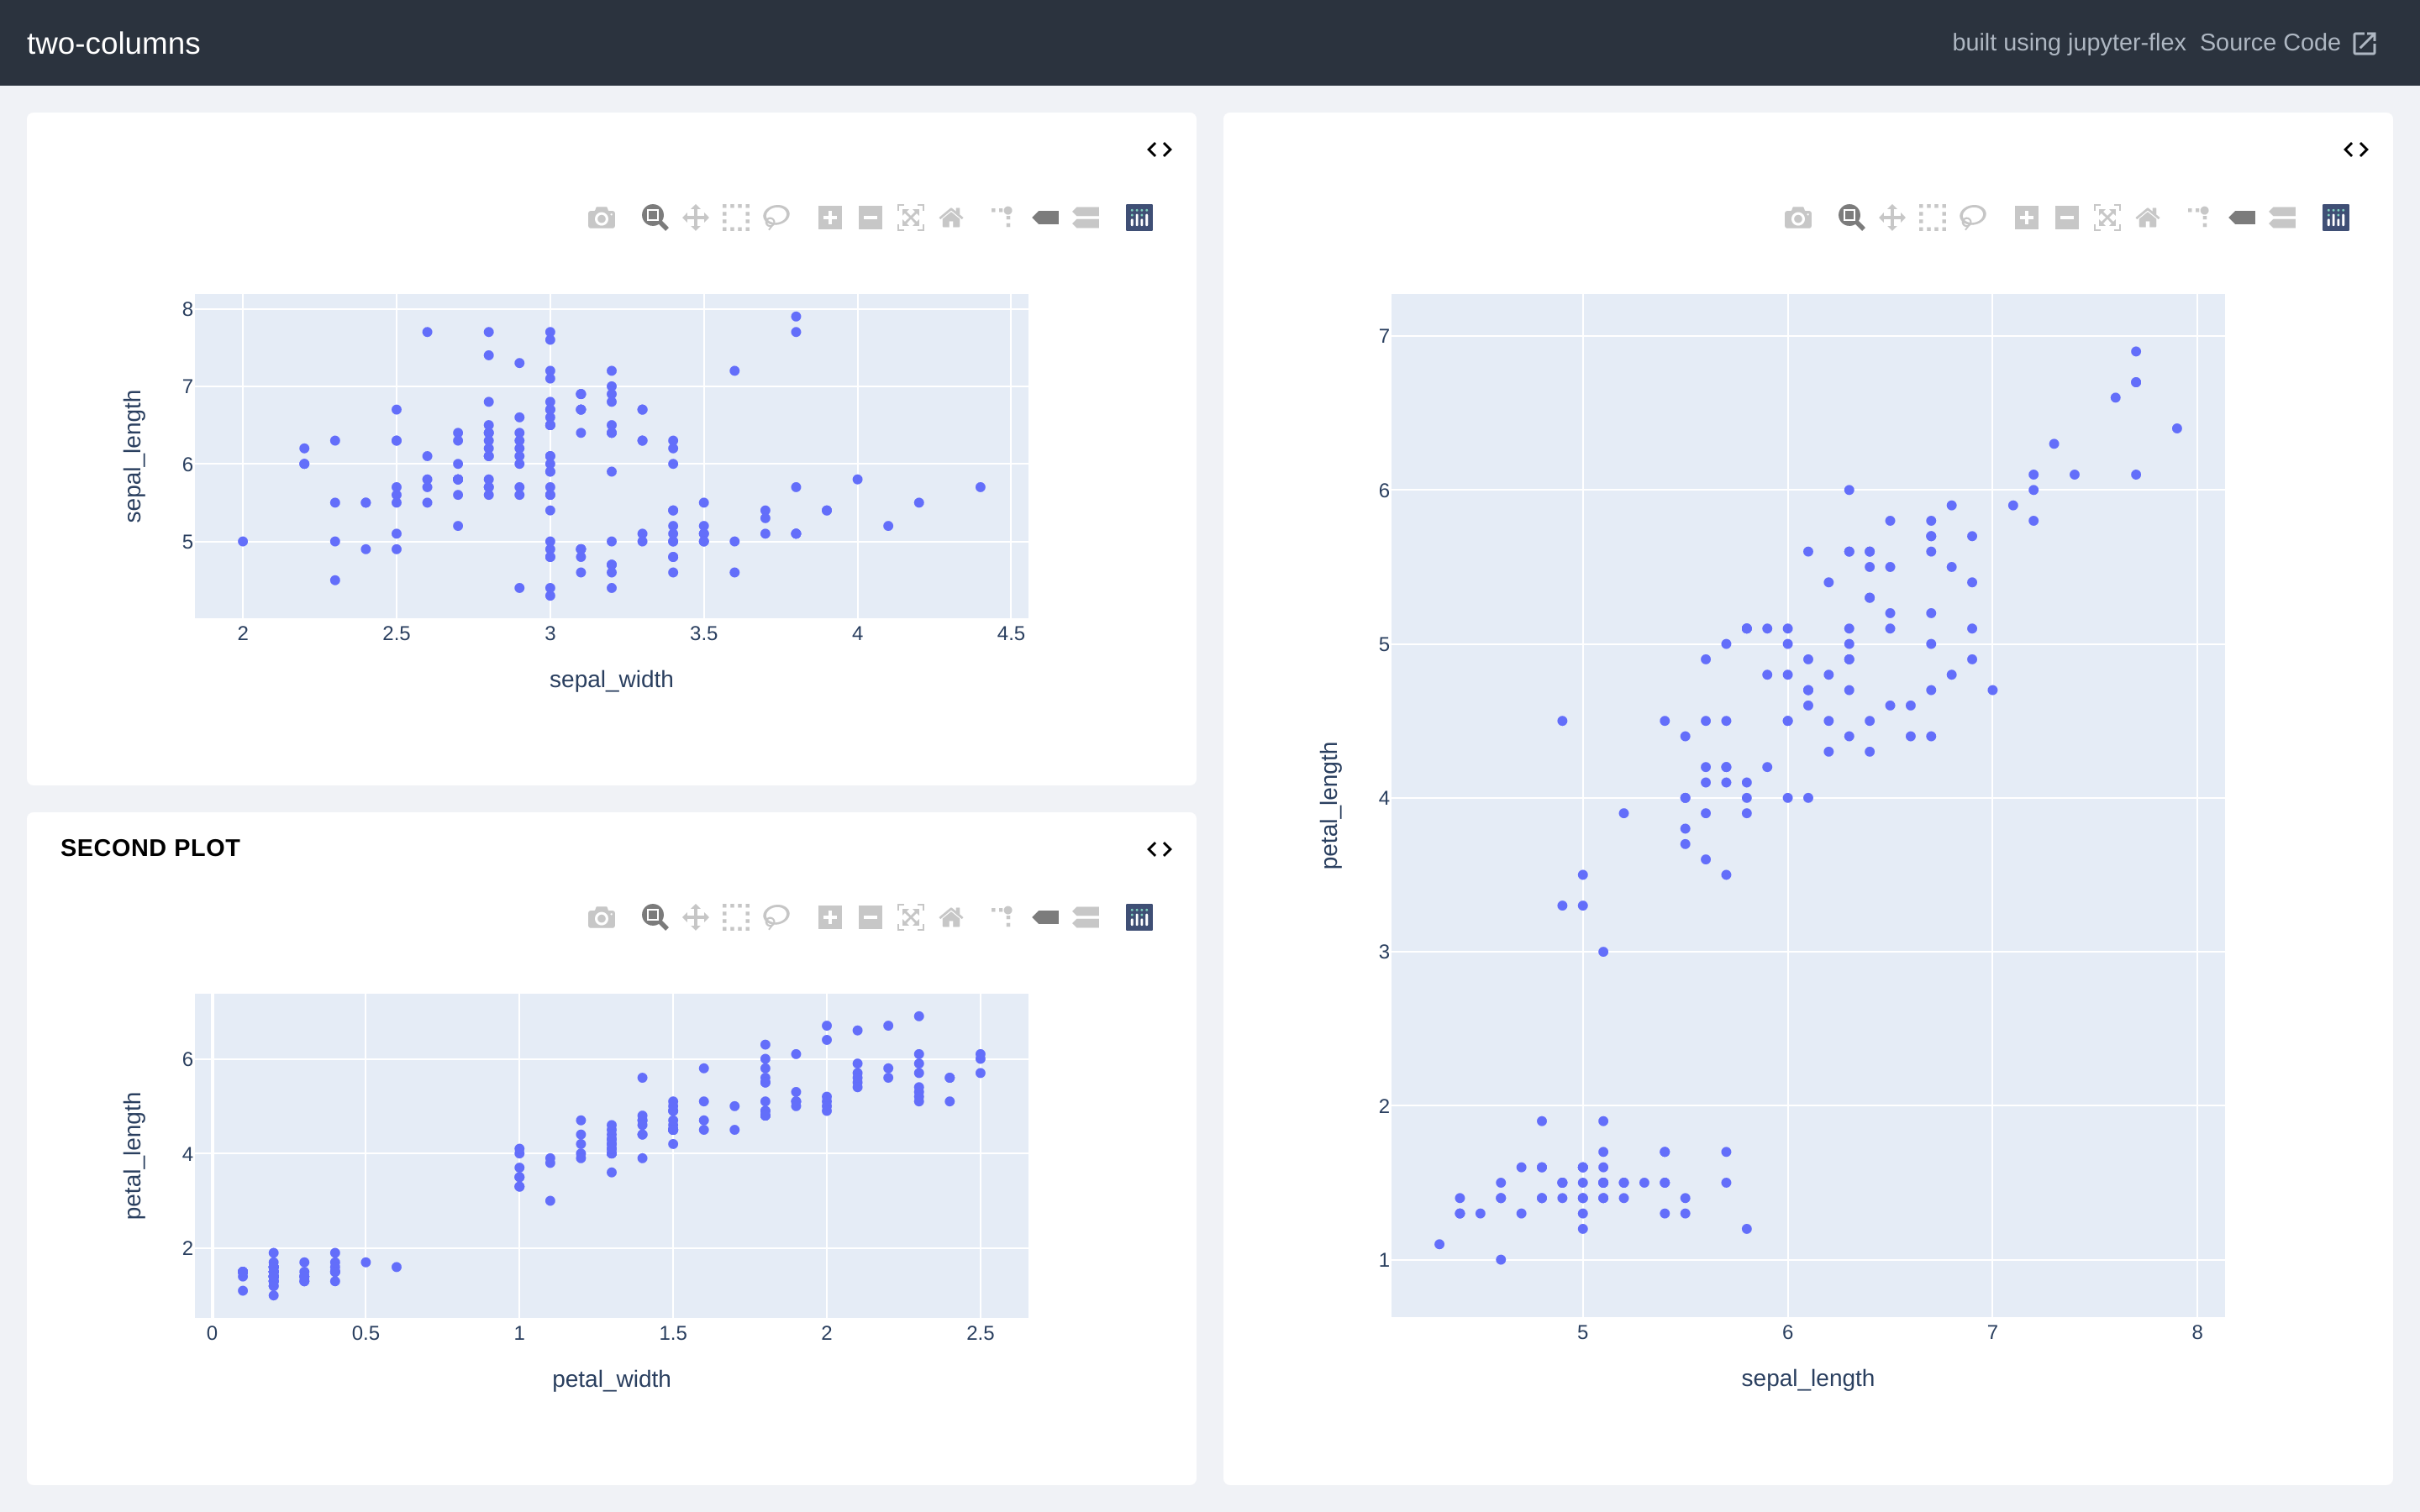 two-columns
built using jupyter-flex Source Code
sepal_length
8
7
6
5
2 2.5 3 3.5 4 4.5
sepal_width
SECOND PLOT
petal_length
6
4
2
0 0.5 1 1.5 2 2.5
petal_width
petal_length
7
6
5
4
3
2
1
5 6 7 8
sepal_length